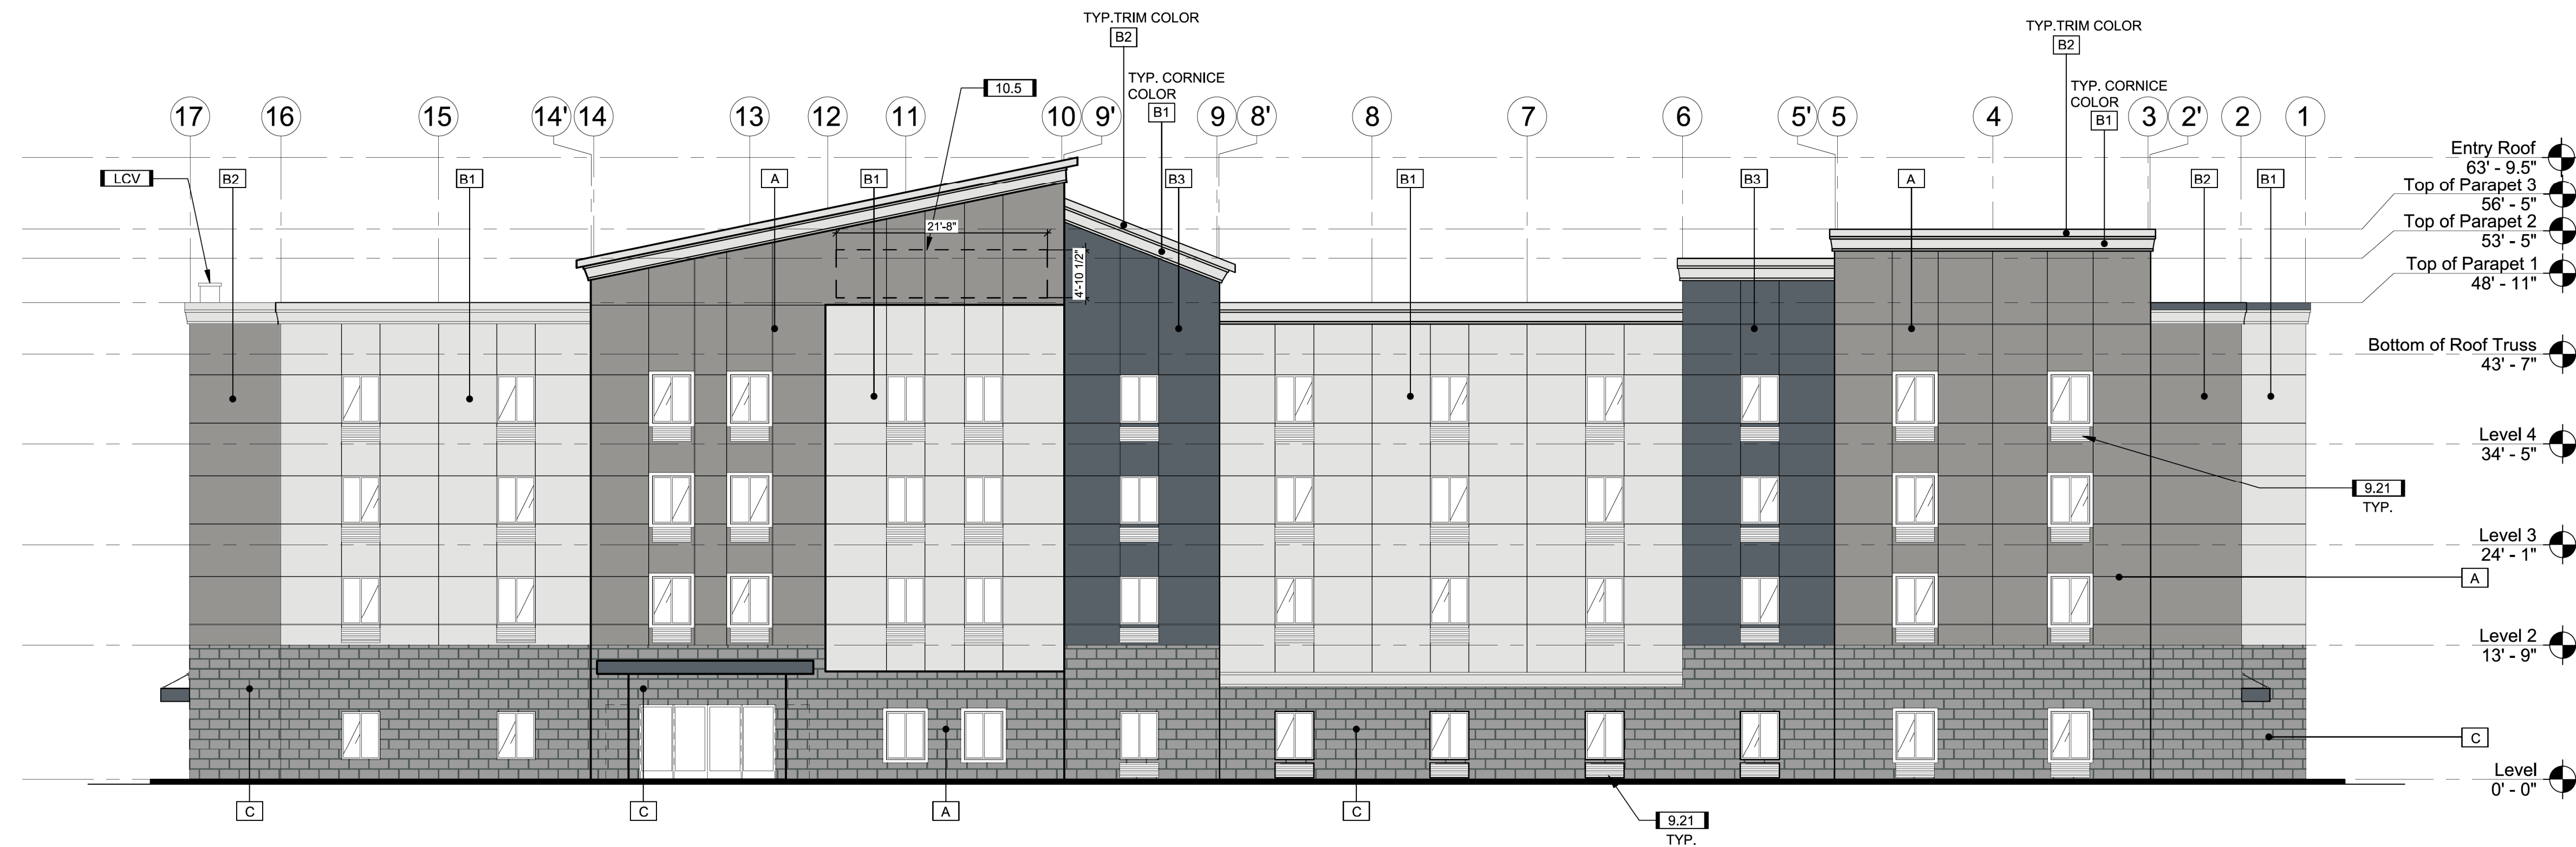 TYP.TRIM COLOR
B2
TYP. CORNICE
COLOR
B1
TYP.TRIM COLOR
B2
TYP. CORNICE
COLOR
B1
10.5
17
16
15
14'
14
13
12
11
10
9'
9
8'
8
7
6
5'
5
4
3
2'
2
1
Entry Roof
63' - 9.5"
Top of Parapet 3
56' - 5"
Top of Parapet 2
53' - 5"
Top of Parapet 1
48' - 11"
Bottom of Roof Truss
43' - 7"
Level 4
34' - 5"
Level 3
24' - 1"
Level 2
13' - 9"
Level
0' - 0"
LCV
B2
B1
A
B1
B3
B1
B3
A
B2
B1
21'-8"
4'-10 1/2"
9.21
TYP.
A
C
C
C
A
C
9.21
TYP.